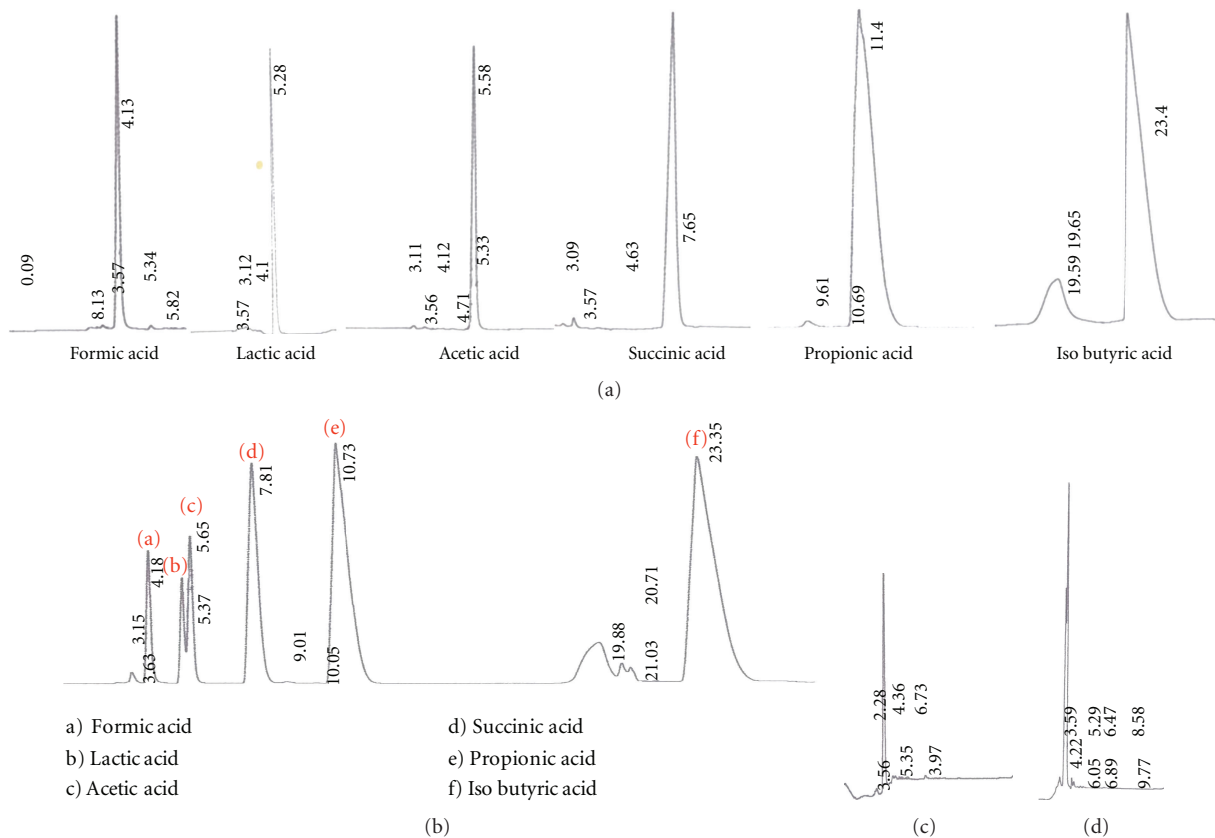 0.09
8.13
3.57
4.13
5.34
5.82
Formic acid
3.57
3.12
4.1
5.28
Lactic acid
3.11
3.56
4.12
4.71
5.33
5.58
Acetic acid
3.09
3.57
4.63
7.65
Succinic acid
9.61
10.69
11.4
Propionic acid
19.59
19.65
23.4
Iso butyric acid
(a)
(a)
3.15
3.63
4.18
(b)
(c)
5.65
5.37
(d)
7.81
9.01
(e)
10.05
10.73
19.88
20.71
21.03
(f)
23.35
a) Formic acid
b) Lactic acid
c) Acetic acid
d) Succinic acid
e) Propionic acid
f) Iso butyric acid
(b)
2.28
4.36
6.73
3.56
5.35
3.97
(c)
3.59
5.29
6.47
8.58
4.22
6.05
6.89
9.77
(d)